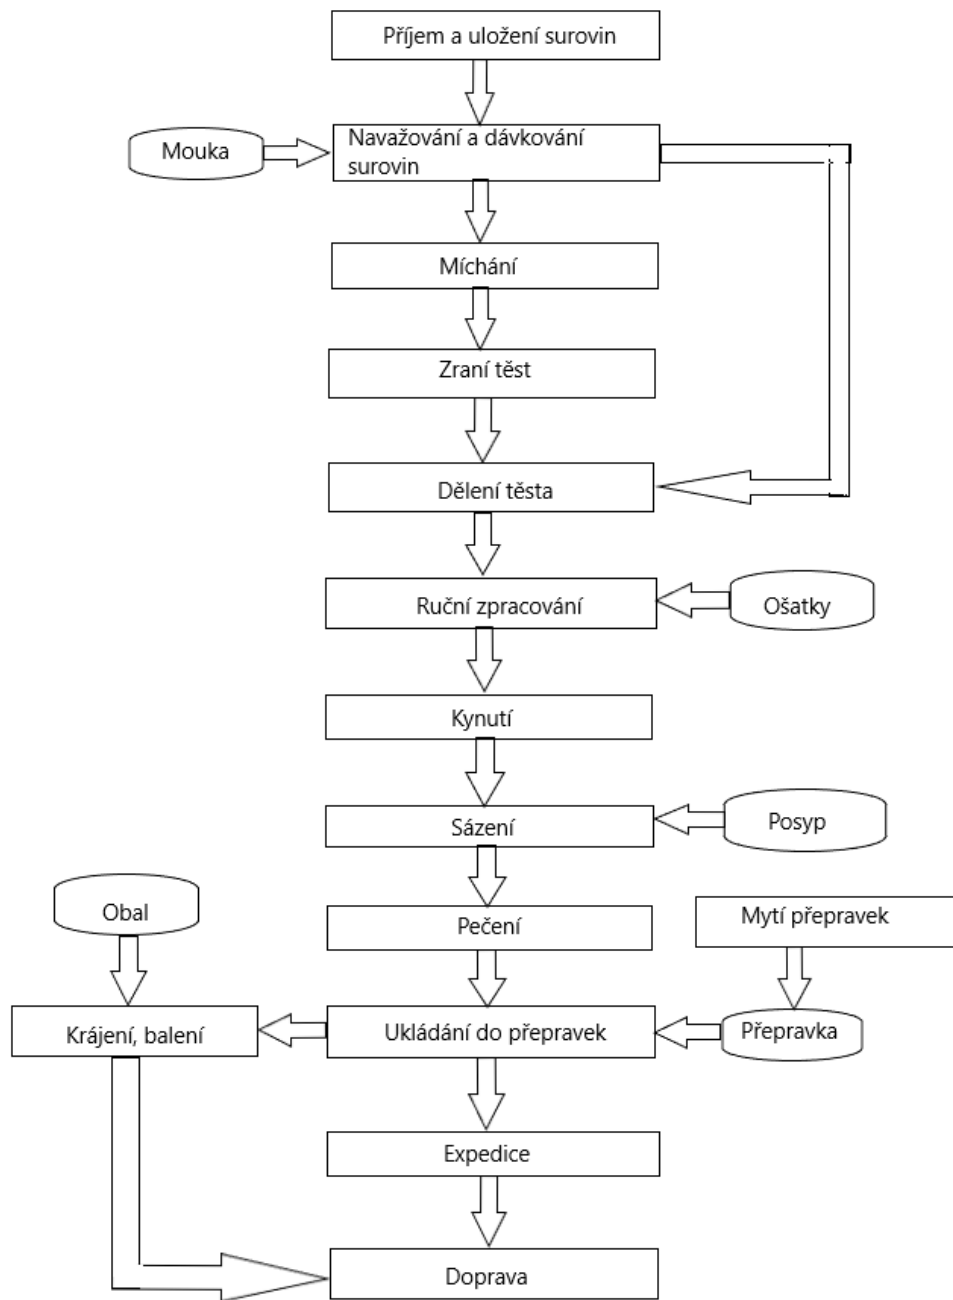 Příjem a uložení surovin
Mouka
Navažování a dávkování
surovin
Míchání
Zraní těst
Dělení těsta
Ruční zpracování
Ošatky
Kynutí
Sázení
Posyp
Obal
Pečení
Mytí přepravek
Krájení, balení
Ukládání do přepravek
Přepravka
Expedice
Doprava